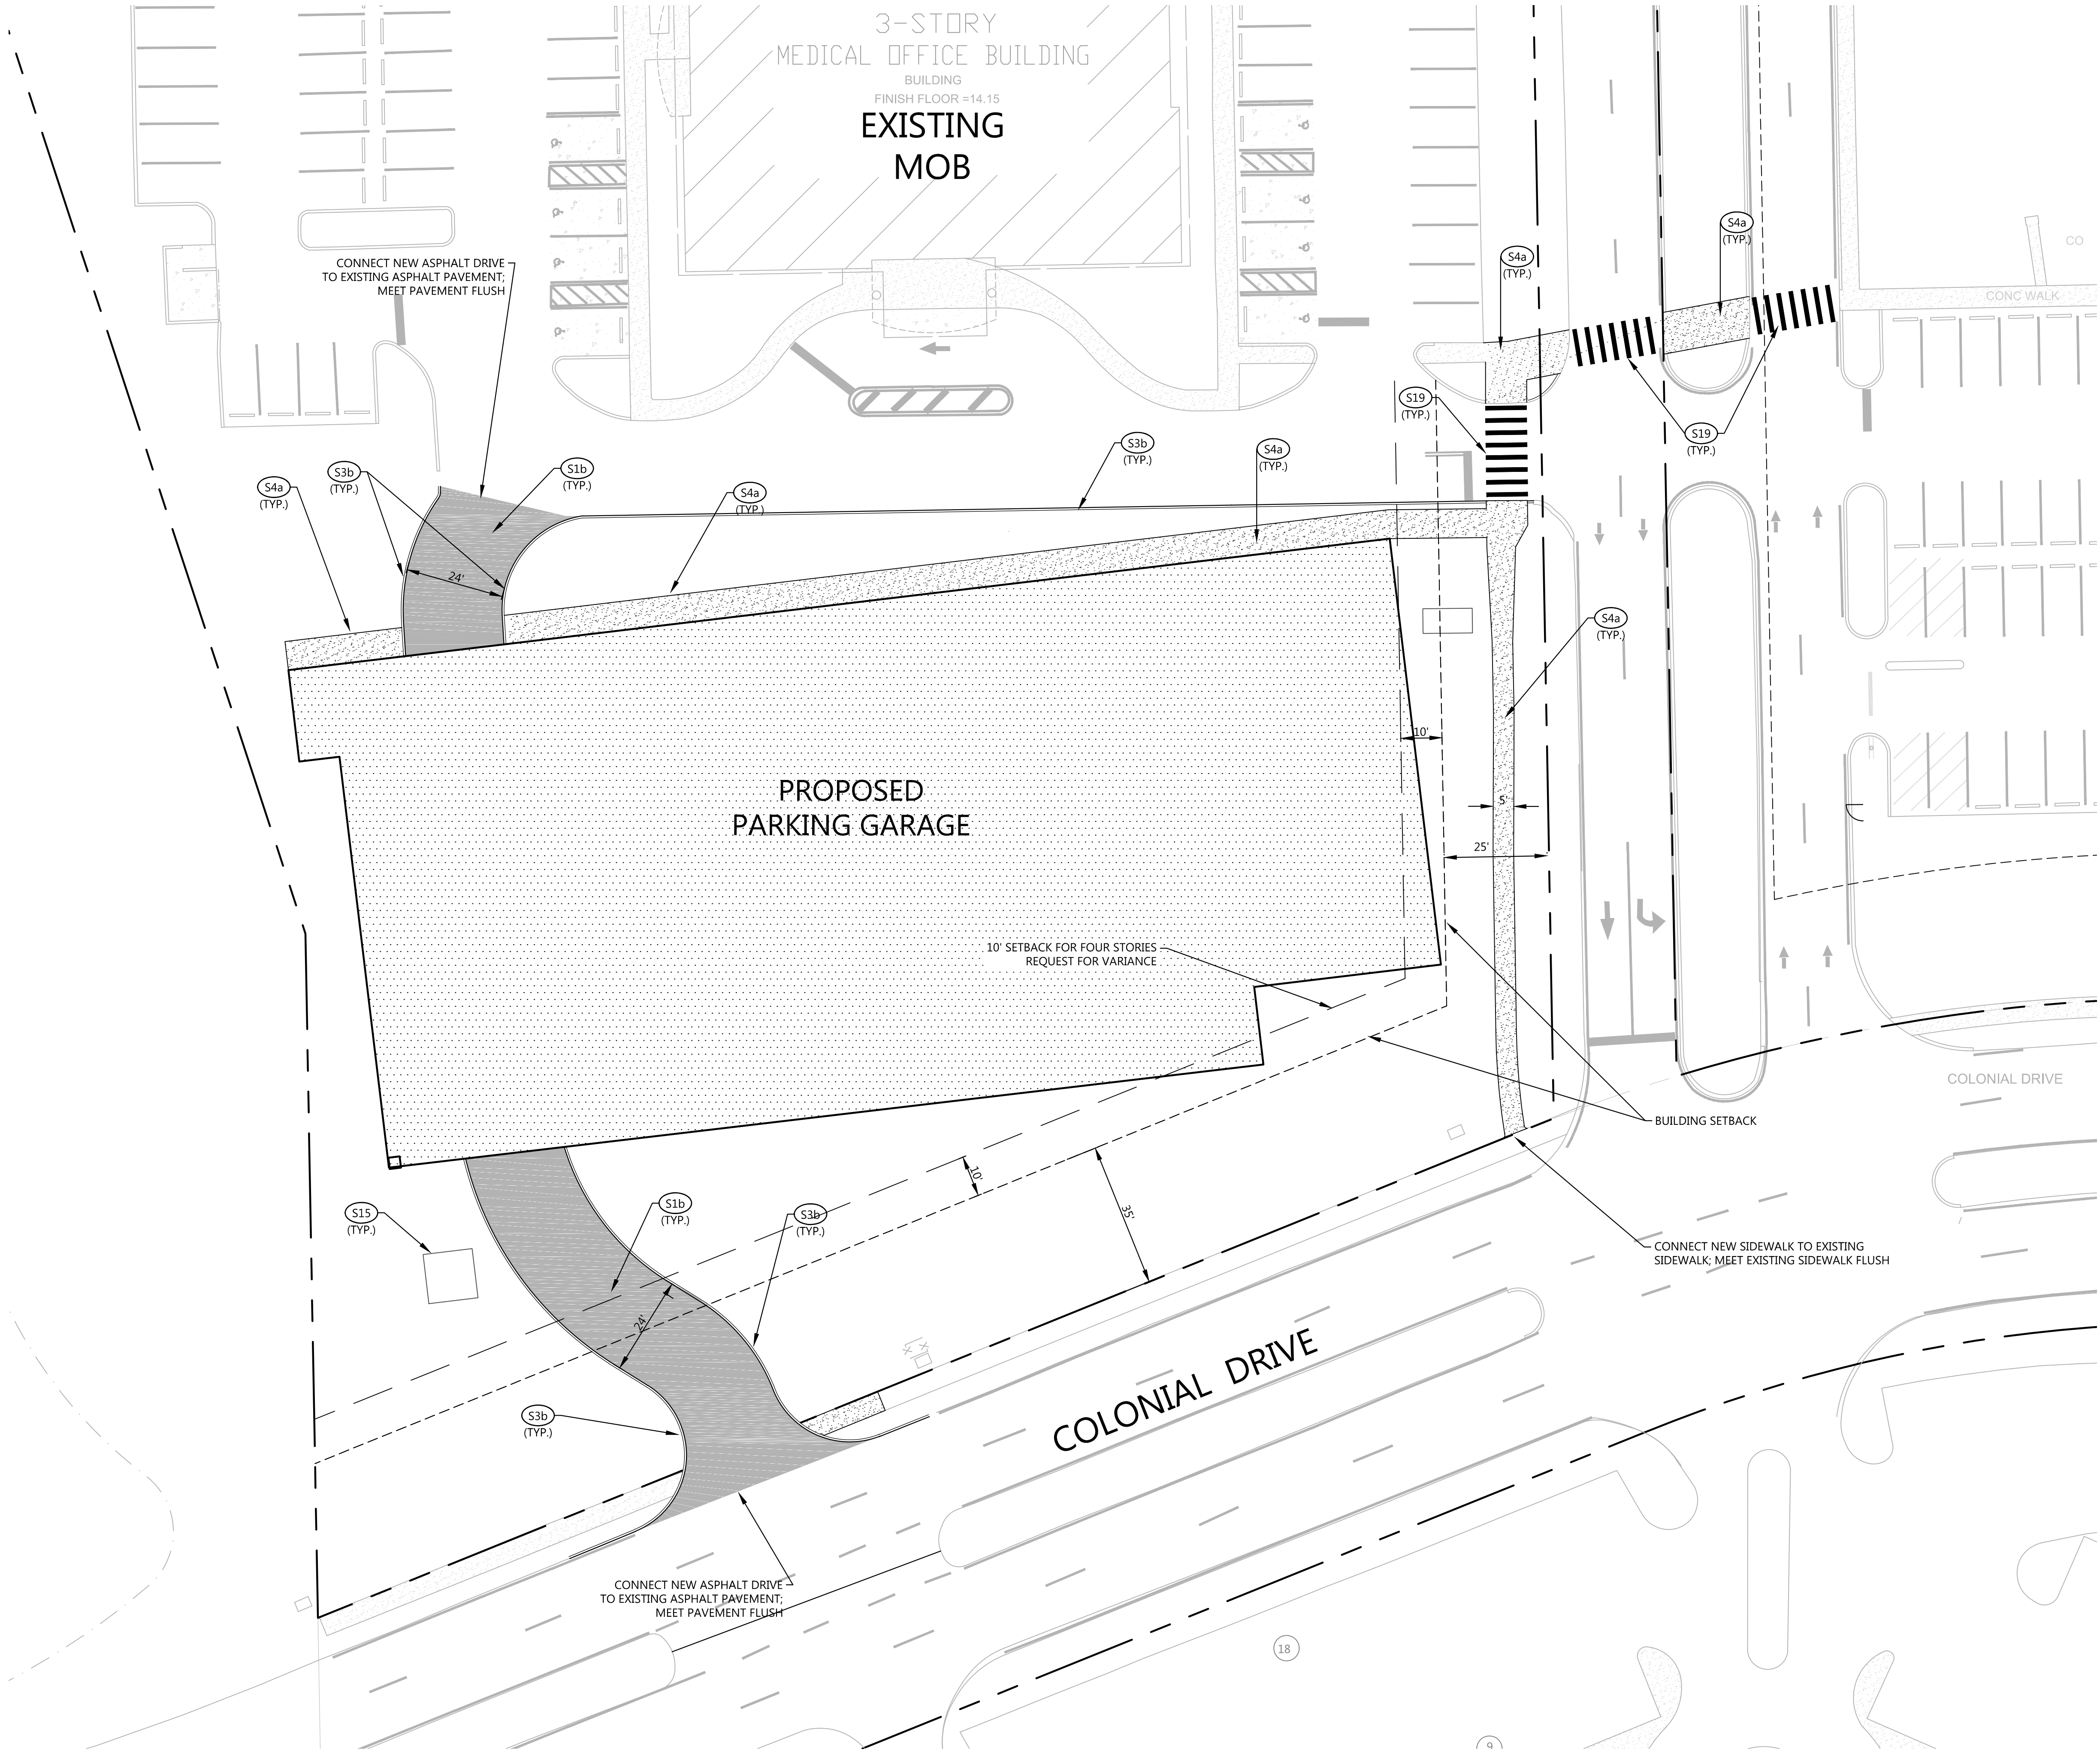 3-STORY
MEDICAL OFFICE BUILDING
BUILDING
FINISH FLOOR =14.15
EXISTING
MOB
S4a
(TYP.)
S4a
(TYP.)
CO
CONC WALK
CONNECT NEW ASPHALT DRIVE
TO EXISTING ASPHALT PAVEMENT;
MEET PAVEMENT FLUSH
S19
(TYP.)
S19
(TYP.)
S3b
(TYP.)
S4a
(TYP.)
S4a
(TYP.)
S3b
(TYP.)
S1b
(TYP.)
S4a
(TYP.)
24'
S4a
(TYP.)
10'
5'
25'
PROPOSED
PARKING GARAGE
10' SETBACK FOR FOUR STORIES
REQUEST FOR VARIANCE
COLONIAL DRIVE
BUILDING SETBACK
10'
35'
S15
(TYP.)
S1b
(TYP.)
S3b
(TYP.)
24'
CONNECT NEW SIDEWALK TO EXISTING
SIDEWALK; MEET EXISTING SIDEWALK FLUSH
COLONIAL DRIVE
S3b
(TYP.)
CONNECT NEW ASPHALT DRIVE
TO EXISTING ASPHALT PAVEMENT;
MEET PAVEMENT FLUSH
18
9